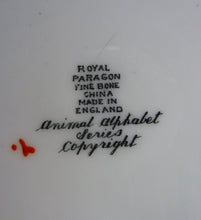 ROYAL
PARAGON
FINE BONE
CHINA
MADE IN
ENGLAND
Animal Alphabet
Series
Copyright